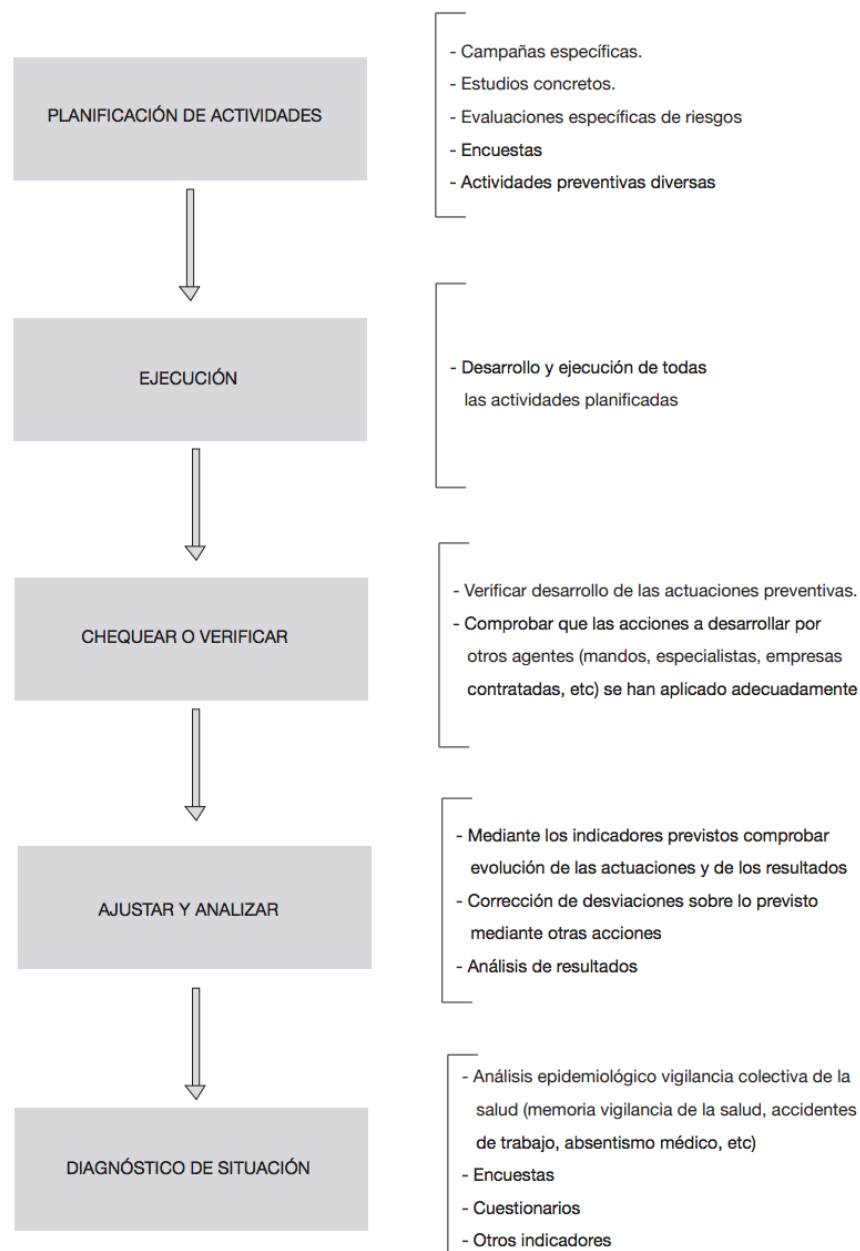 PLANIFICACIÓN DE ACTIVIDADES
- Campañas específicas.
- Estudios concretos.
- Evaluaciones específicas de riesgos
- Encuestas
- Actividades preventivas diversas
EJECUCIÓN
- Desarrollo y ejecución de todas
las actividades planificadas
CHEQUEAR O VERIFICAR
- Verificar desarrollo de las actuaciones preventivas.
- Comprobar que las acciones a desarrollar por
otros agentes (mandos, especialistas, empresas
contratadas, etc) se han aplicado adecuadamente
AJUSTAR Y ANALIZAR
- Mediante los indicadores previstos comprobar
evolución de las actuaciones y de los resultados
- Corrección de desviaciones sobre lo previsto
mediante otras acciones
- Análisis de resultados
DIAGNÓSTICO DE SITUACIÓN
- Análisis epidemiológico vigilancia colectiva de la
salud (memoria vigilancia de la salud, accidentes
de trabajo, absentismo médico, etc)
- Encuestas
- Cuestionarios
- Otros indicadores